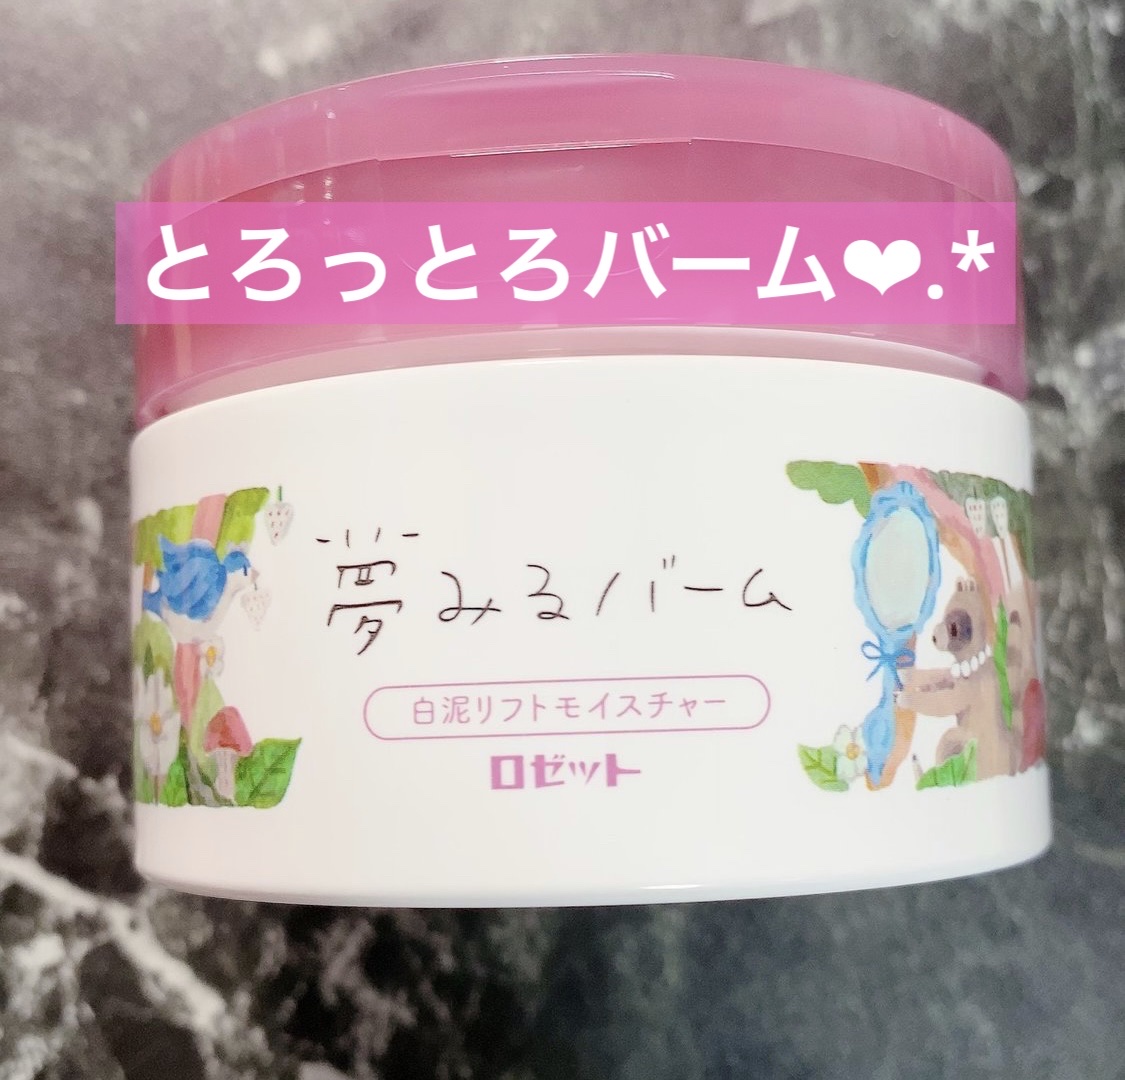 とろっとろバーム❤.*
夢みるバーム
白泥リフトモイスチャー
ロゼット